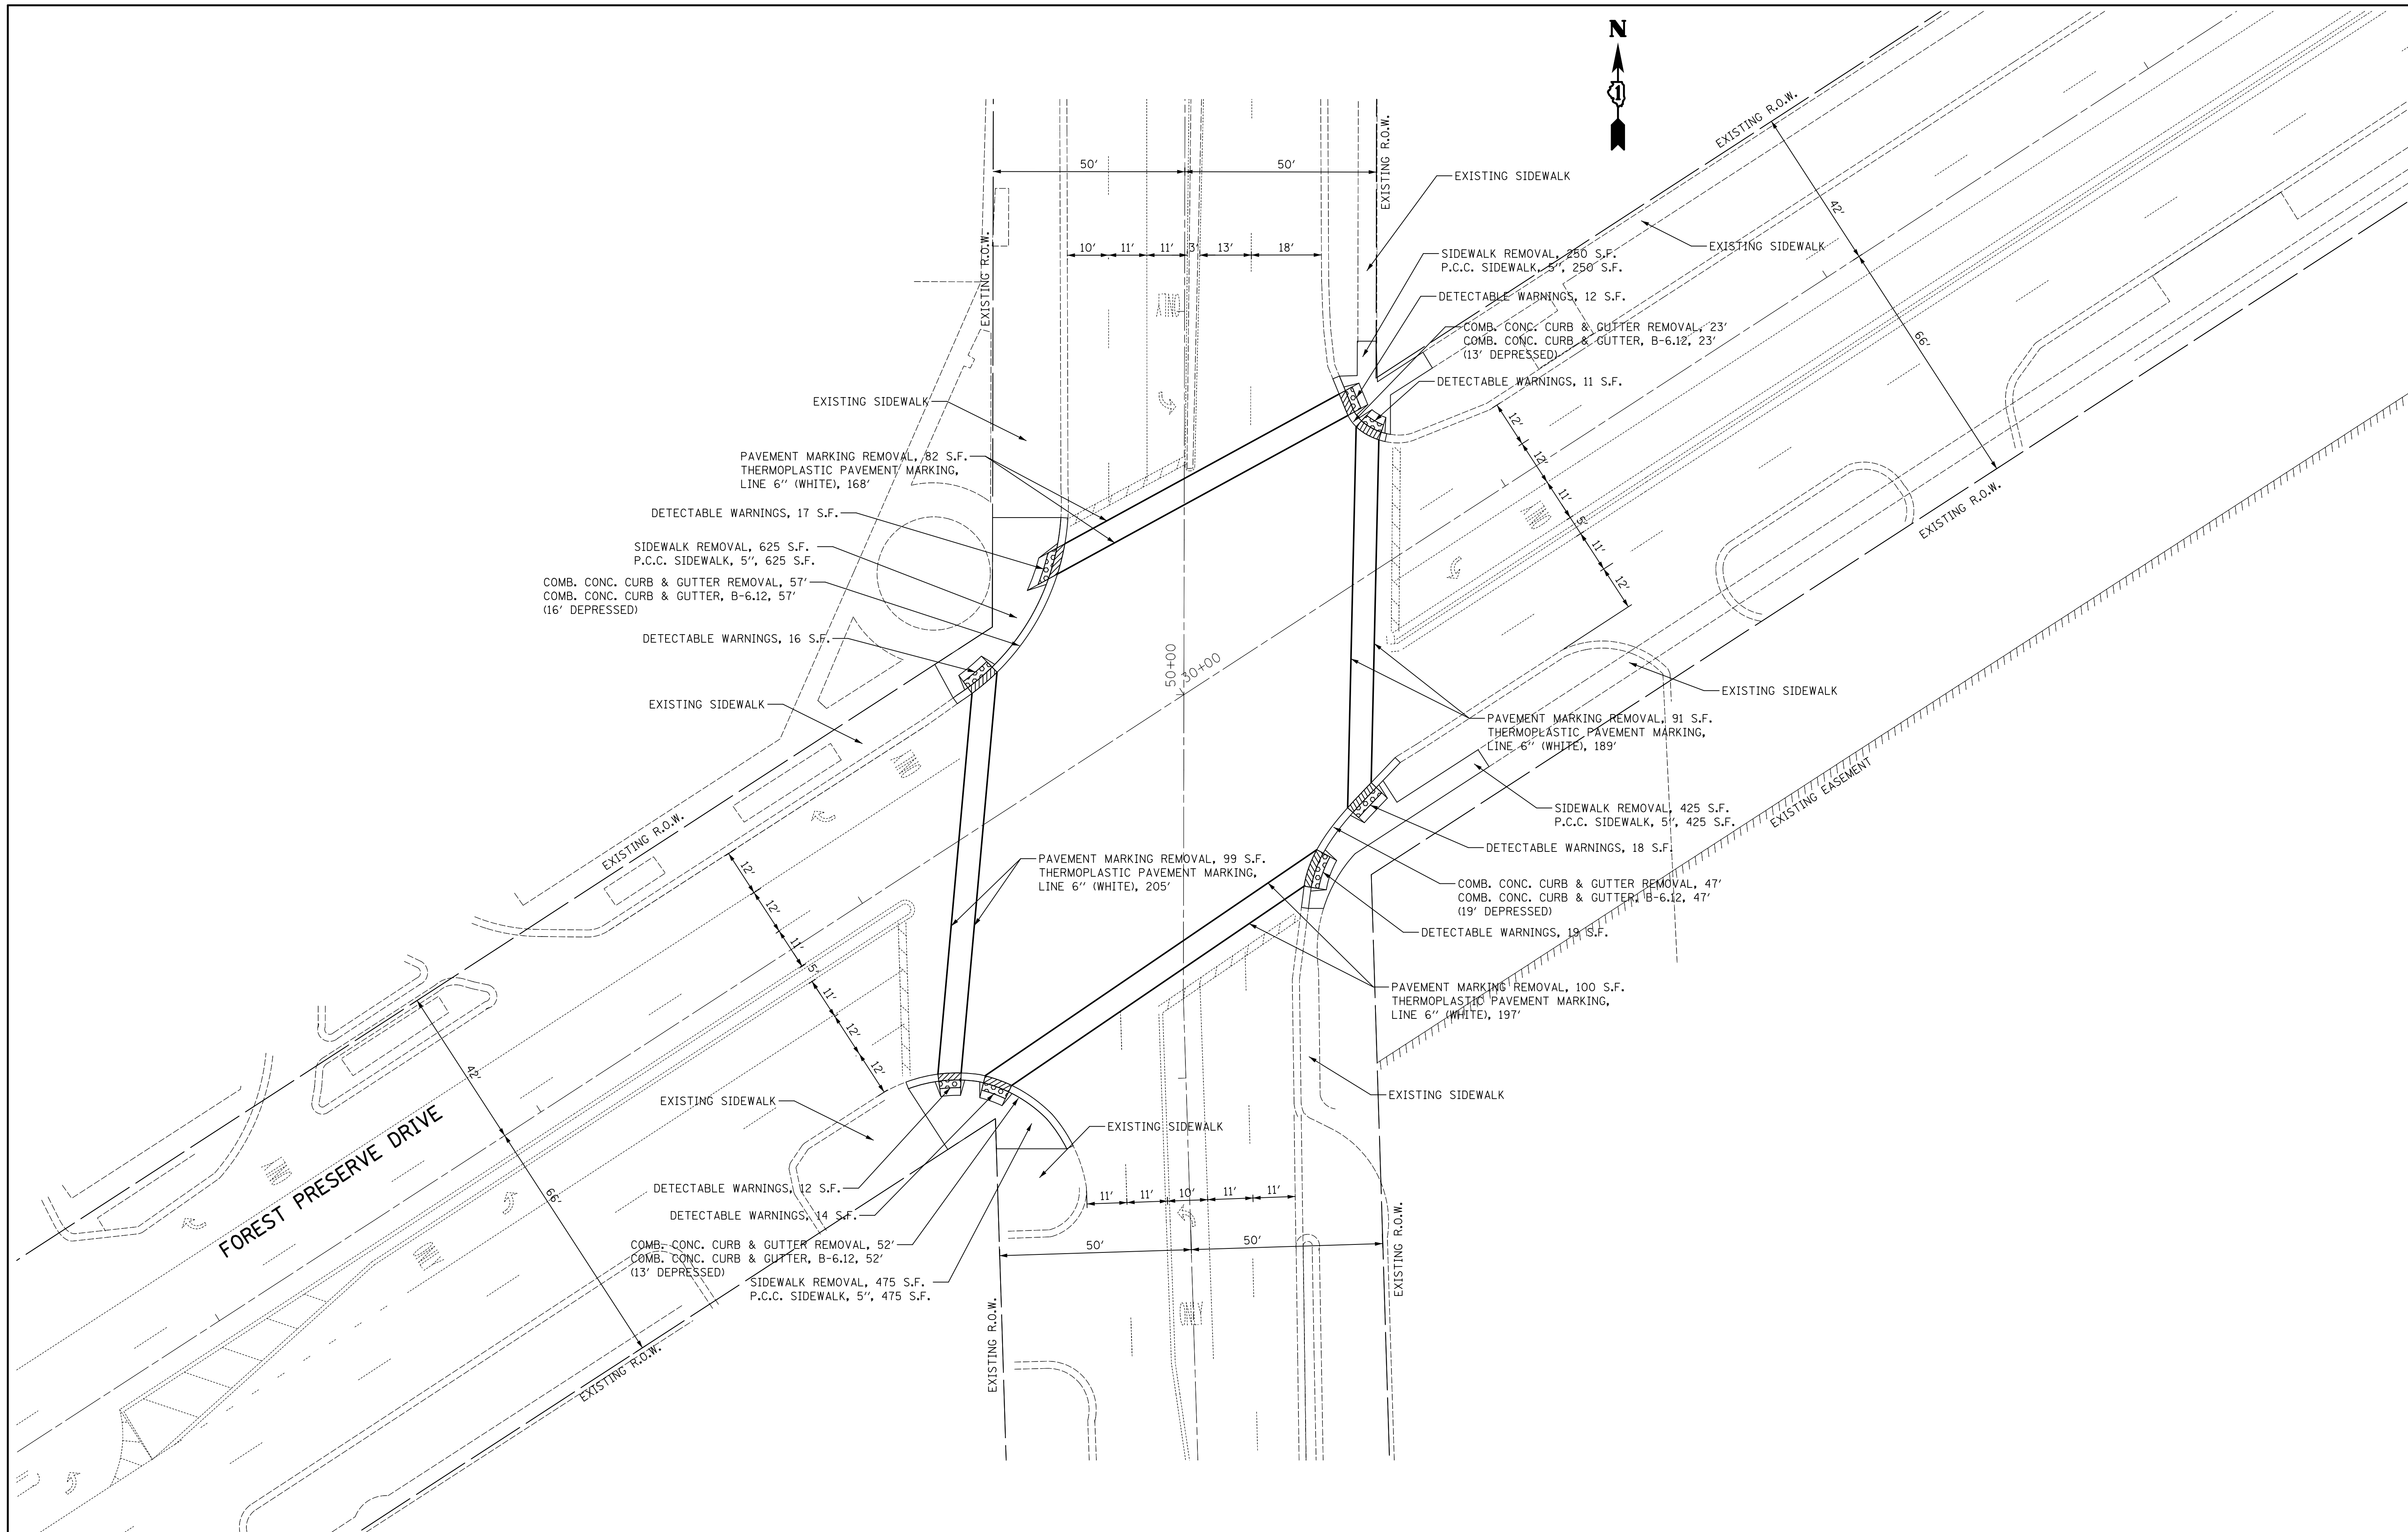 N
1
EXISTING R.O.W.
EXISTING R.O.W.
50'
50'
EXISTING SIDEWALK
42'
EXISTING R.O.W.
EXISTING SIDEWALK
10'
11'
11'
3'
13'
18'
SIDEWALK REMOVAL, 250 S.F.
P.C.C. SIDEWALK, 5", 250 S.F.
DETECTABLE WARNINGS, 12 S.F.
ONLY
COMB. CONC. CURB & GUTTER REMOVAL, 23'
COMB. CONC. CURB & GUTTER, B-6.12, 23'
(13' DEPRESSED)
66'
DETECTABLE WARNINGS, 11 S.F.
EXISTING SIDEWALK
12'
12'
11'
5'
11'
12'
PAVEMENT MARKING REMOVAL, 82 S.F.
THERMOPLASTIC PAVEMENT MARKING,
LINE 6" (WHITE), 168'
EXISTING R.O.W.
ONLY
DETECTABLE WARNINGS, 17 S.F.
SIDEWALK REMOVAL, 625 S.F.
P.C.C. SIDEWALK, 5", 625 S.F.
COMB. CONC. CURB & GUTTER REMOVAL, 57'
COMB. CONC. CURB & GUTTER, B-6.12, 57'
(16' DEPRESSED)
DETECTABLE WARNINGS, 16 S.F.
50+00
30+00
EXISTING SIDEWALK
EXISTING SIDEWALK
PAVEMENT MARKING REMOVAL, 91 S.F.
THERMOPLASTIC PAVEMENT MARKING,
LINE 6" (WHITE), 189'
ONLY
EXISTING EASEMENT
SIDEWALK REMOVAL, 425 S.F.
P.C.C. SIDEWALK, 5", 425 S.F.
EXISTING R.O.W.
DETECTABLE WARNINGS, 18 S.F.
12'
12'
11'
5'
11'
12'
12'
PAVEMENT MARKING REMOVAL, 99 S.F.
THERMOPLASTIC PAVEMENT MARKING,
LINE 6" (WHITE), 205'
COMB. CONC. CURB & GUTTER REMOVAL, 47'
COMB. CONC. CURB & GUTTER, B-6.12, 47'
(19' DEPRESSED)
DETECTABLE WARNINGS, 19 S.F.
PAVEMENT MARKING REMOVAL, 100 S.F.
THERMOPLASTIC PAVEMENT MARKING,
LINE 6" (WHITE), 197'
42'
EXISTING SIDEWALK
EXISTING SIDEWALK
EXISTING SIDEWALK
FOREST PRESERVE DRIVE
ONLY
66'
DETECTABLE WARNINGS, 12 S.F.
11'
11'
10'
11'
11'
DETECTABLE WARNINGS, 14 S.F.
COMB. CONC. CURB & GUTTER REMOVAL, 52'
COMB. CONC. CURB & GUTTER, B-6.12, 52'
(13' DEPRESSED)
50'
50'
EXISTING R.O.W.
ONLY
SIDEWALK REMOVAL, 475 S.F.
P.C.C. SIDEWALK, 5", 475 S.F.
ONLY
EXISTING R.O.W.
EXISTING R.O.W.